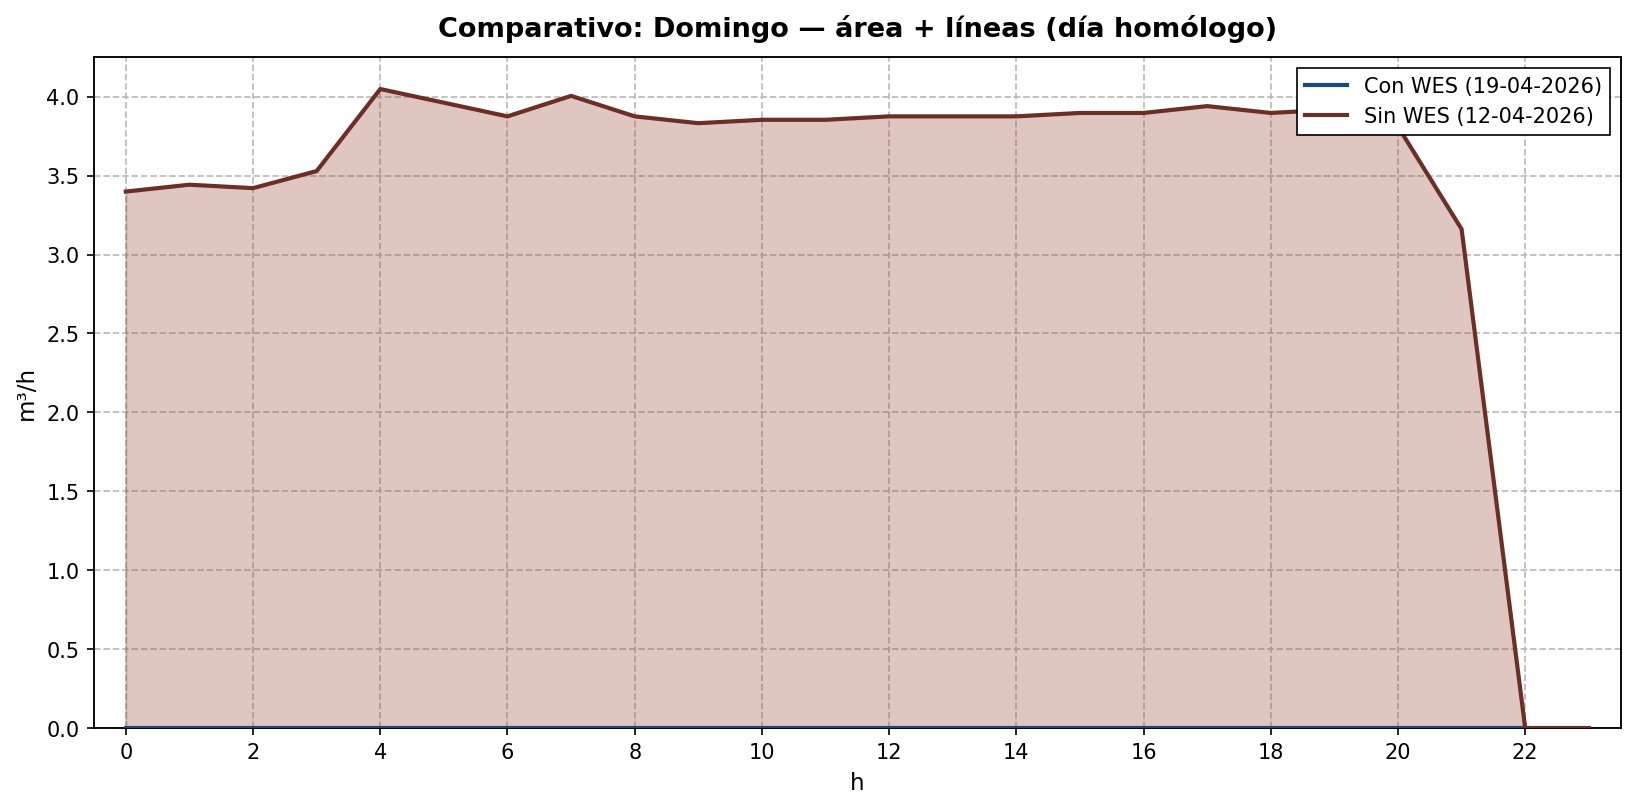 Comparativo: Domingo — área + líneas (día homólogo)
Con WES (19-04-2026)
Sin WES (12-04-2026)
4.0
3.5
3.0
2.5
2.0
1.5
1.0
0.5
0.0
m³/h
0 2 4 6 8 10 12 14 16 18 20 22
h